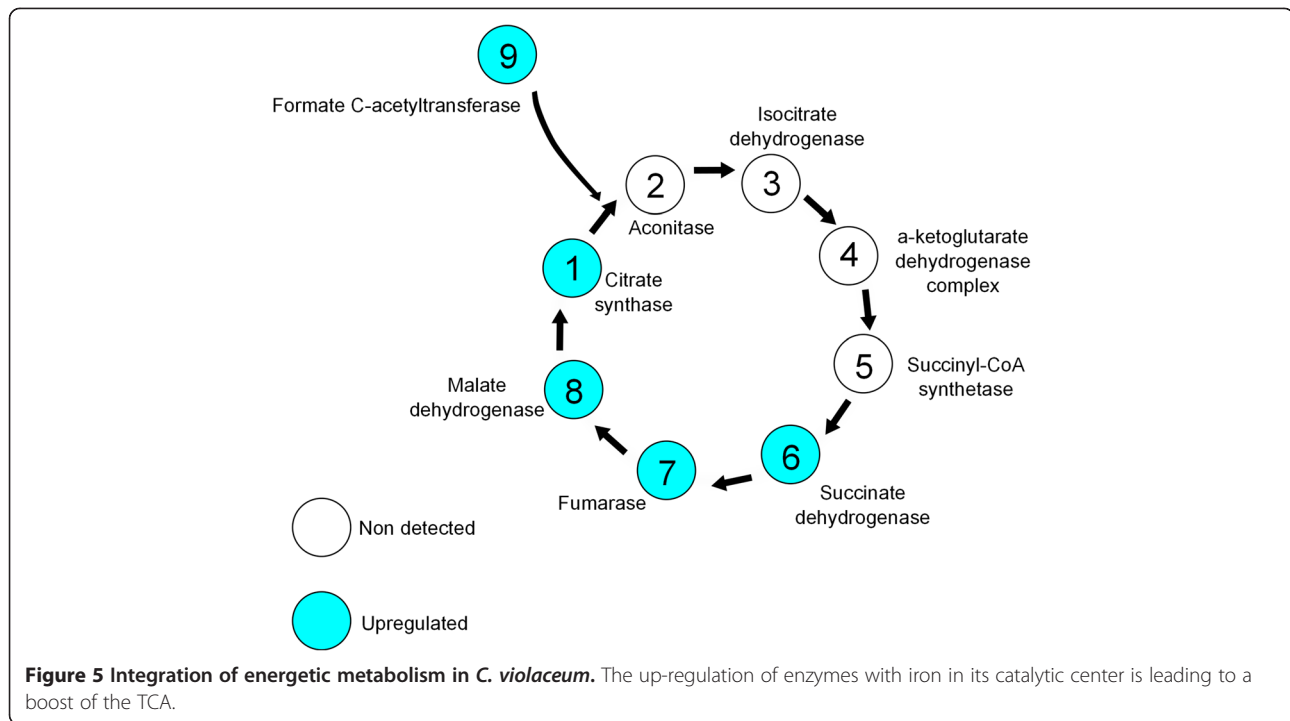 9
Formate C-acetyltransferase
Isocitrate
dehydrogenase
2
3
Aconitase
4
a-ketoglutarate
dehydrogenase
complex
1
Citrate
synthase
5
Succinyl-CoA
synthetase
8
Malate
dehydrogenase
6
Succinate
dehydrogenase
7
Fumarase
Non detected
Upregulated
Figure 5 Integration of energetic metabolism in C. violaceum. The up-regulation of enzymes with iron in its catalytic center is leading to a
boost of the TCA.